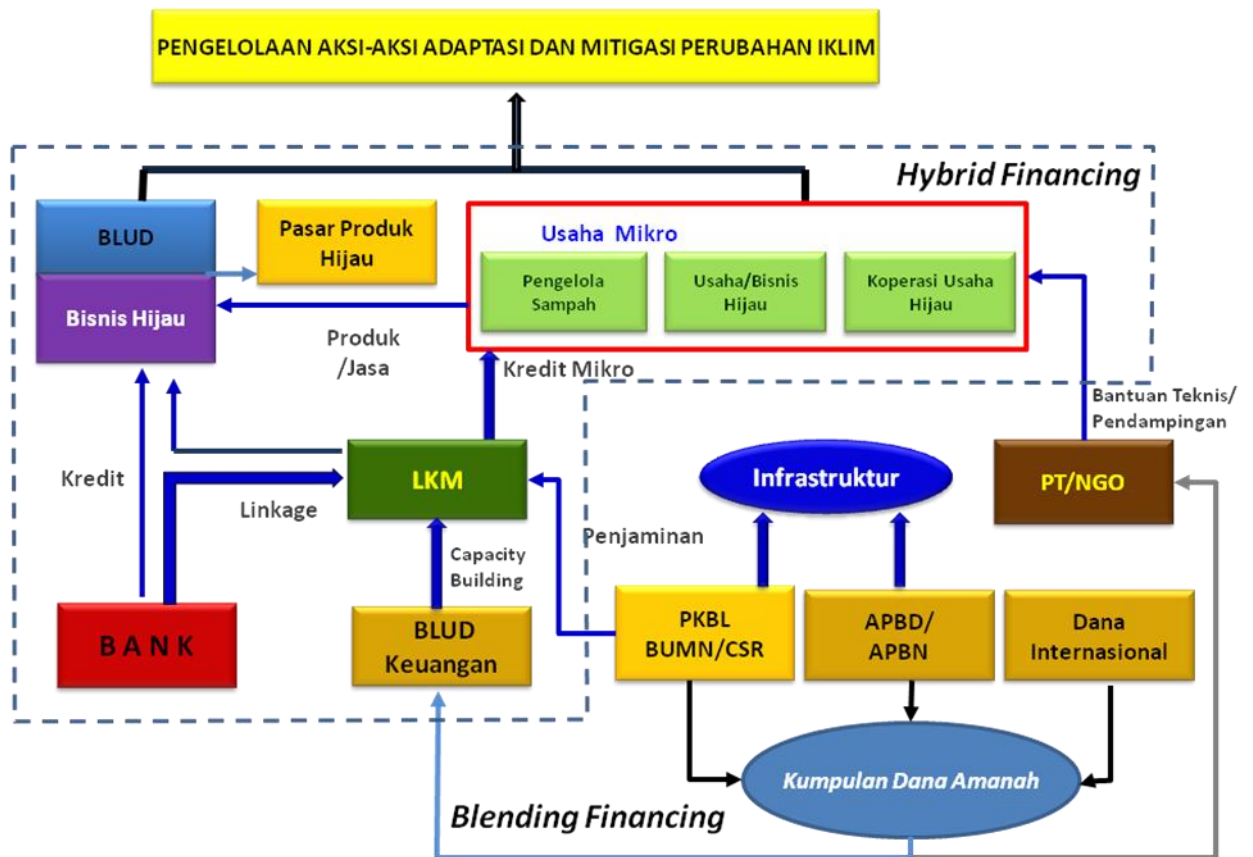 PENGELOLAAN AKSI-AKSI ADAPTASI DAN MITIGASI PERUBAHAN IKLIM
Hybrid Financing
BLUD
Bisnis Hijau
Pasar Produk
Hijau
Usaha Mikro
Pengelola
Sampah
Usaha/Bisnis
Hijau
Koperasi Usaha
Hijau
Produk
/Jasa
Kredit Mikro
Bantuan Teknis/
Pendampingan
Kredit
Linkage
LKM
Infrastruktur
PT/NGO
Capacity
Building
Penjaminan
B A N K
BLUD
Keuangan
PKBL
BUMN/CSR
APBD/
APBN
Dana
Internasional
Kumpulan Dana Amanah
Blending Financing